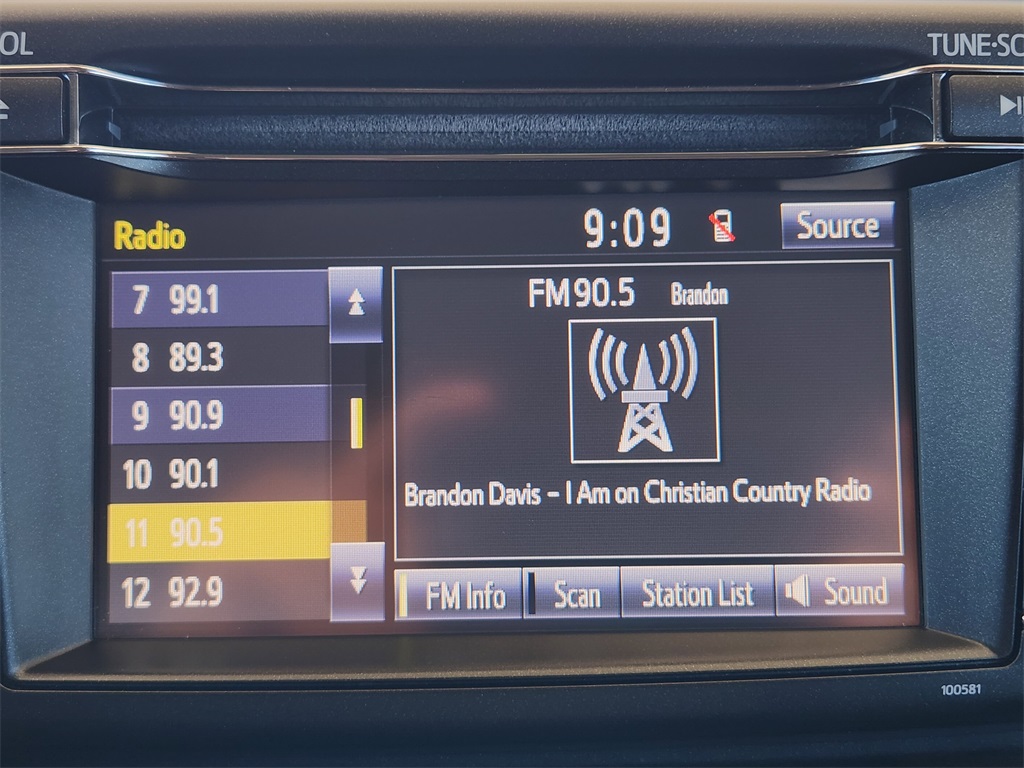 OL
TUNE·SC
Radio
9:09
Source
7 99.1
8 89.3
9 90.9
10 90.1
11 90.5
12 92.9
FM 90.5 Brandon
Brandon Davis – I Am on Christian Country Radio
FM Info
Scan
Station List
Sound
100581